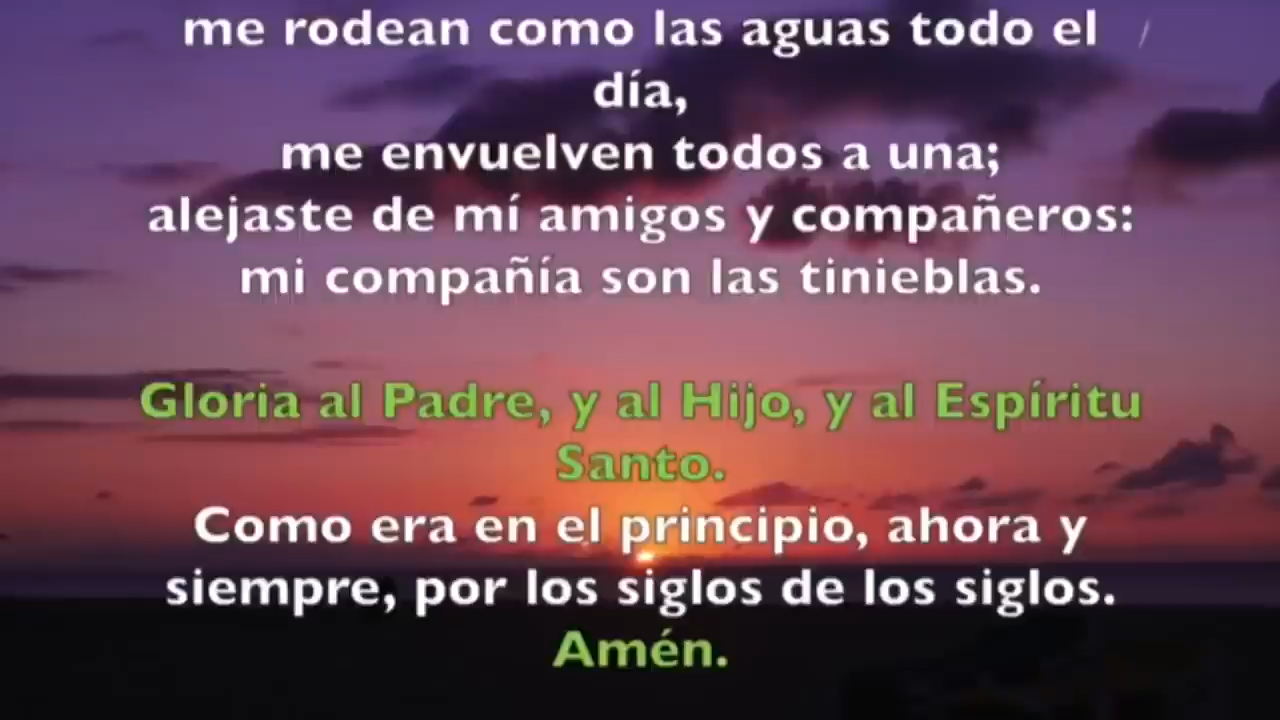 me rodean como las aguas todo el
día,
me envuelven todos a una;
alejaste de mí amigos y compañeros:
mi compañía son las tinieblas.
Gloria al Padre, y al Hijo, y al Espíritu
Santo.
Como era en el principio, ahora y
siempre, por los siglos de los siglos.
Amén.